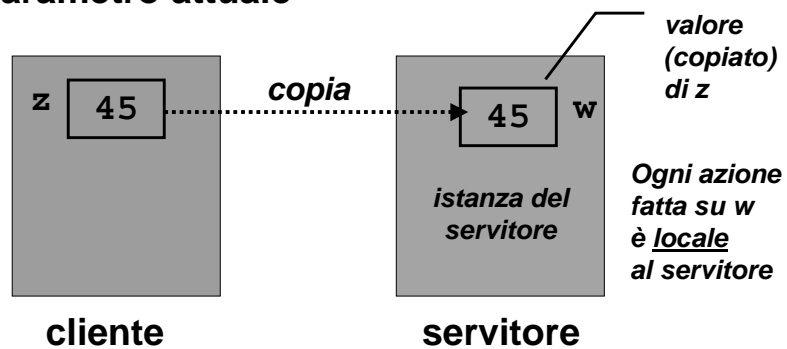 parametro attuale
valore
(copiato)
di z
z 45
copia
45 w
istanza del
servitore
Ogni azione
fatta su w
è locale
al servitore
cliente
servitore